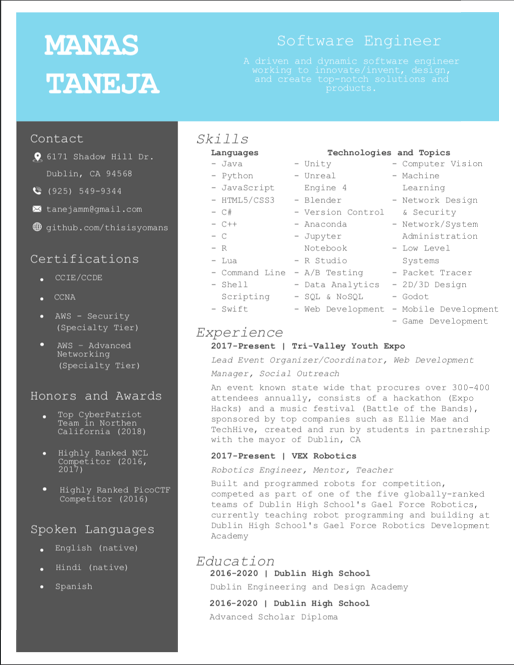 MANAS
TANEJA
Software Engineer
A driven and dynamic software engineer
working to innovate/invent, design,
and create top-notch solutions and
products.
Contact
6171 Shadow Hill Dr.
Dublin, CA 94568
(925) 549-9344
tanejamm@gmail.com
github.com/thisisyomans
Certifications
• CCIE/CCDE
• CCNA
• AWS - Security
(Specialty Tier)
• AWS – Advanced
Networking
(Specialty Tier)
Honors and Awards
• Top CyberPatriot
Team in Northen
California (2018)
• Highly Ranked NCL
Competitor (2016,
2017)
• Highly Ranked PicoCTF
Competitor (2016)
Spoken Languages
• English (native)
• Hindi (native)
• Spanish
Skills
Languages
- Java
- Python
- JavaScript
- HTML5/CSS3
- C#
- C++
- C
- R
- Lua
- Command Line
- Shell
Scripting
- Swift
Technologies and Topics
- Unity
- Unreal
Engine 4
- Blender
- Version Control
- Anaconda
- Jupyter
Notebook
- R Studio
- A/B Testing
- Data Analytics
- SQL & NoSQL
- Web Development
- Computer Vision
- Machine
Learning
- Network Design
& Security
- Network/System
Administration
- Low Level
Systems
- Packet Tracer
- 2D/3D Design
- Godot
- Mobile Development
- Game Development
Experience
2017-Present | Tri-Valley Youth Expo
Lead Event Organizer/Coordinator, Web Development
Manager, Social Outreach
An event known state wide that procures over 300-400
attendees annually, consists of a hackathon (Expo
Hacks) and a music festival (Battle of the Bands),
sponsored by top companies such as Ellie Mae and
TechHive, created and run by students in partnership
with the mayor of Dublin, CA
2017-Present | VEX Robotics
Robotics Engineer, Mentor, Teacher
Built and programmed robots for competition,
competed as part of one of the five globally-ranked
teams of Dublin High School's Gael Force Robotics,
currently teaching robot programming and building at
Dublin High School's Gael Force Robotics Development
Academy
Education
2016-2020 | Dublin High School
Dublin Engineering and Design Academy
2016-2020 | Dublin High School
Advanced Scholar Diploma